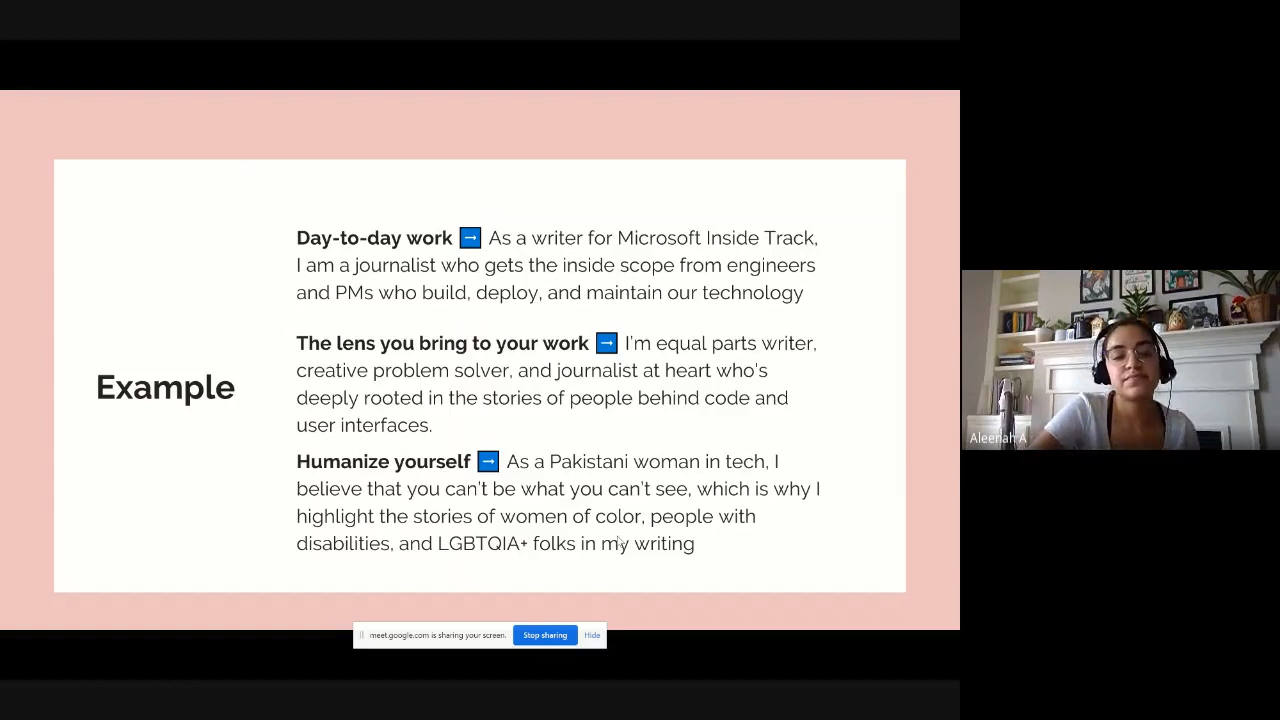 Example
Day-to-day work ➡ As a writer for Microsoft Inside Track,
I am a journalist who gets the inside scope from engineers
and PMs who build, deploy, and maintain our technology
The lens you bring to your work ➡ I'm equal parts writer,
creative problem solver, and journalist at heart who's
deeply rooted in the stories of people behind code and
user interfaces.
Humanize yourself ➡ As a Pakistani woman in tech, I
believe that you can't be what you can't see, which is why I
highlight the stories of women of color, people with
disabilities, and LGBTQIA+ folks in my writing
meet.google.com is sharing your screen. Stop sharing Hide
Aleenah A